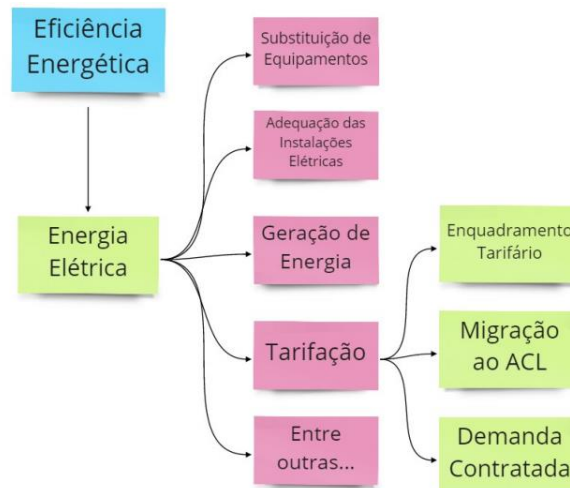 Eficiência
Energética
Substituição de
Equipamentos
Adequação das
Instalações
Elétricas
Energia
Elétrica
Geração de
Energia
Enquadramento
Tarifário
Tarifação
Migração
ao ACL
Entre
outras...
Demanda
Contratada